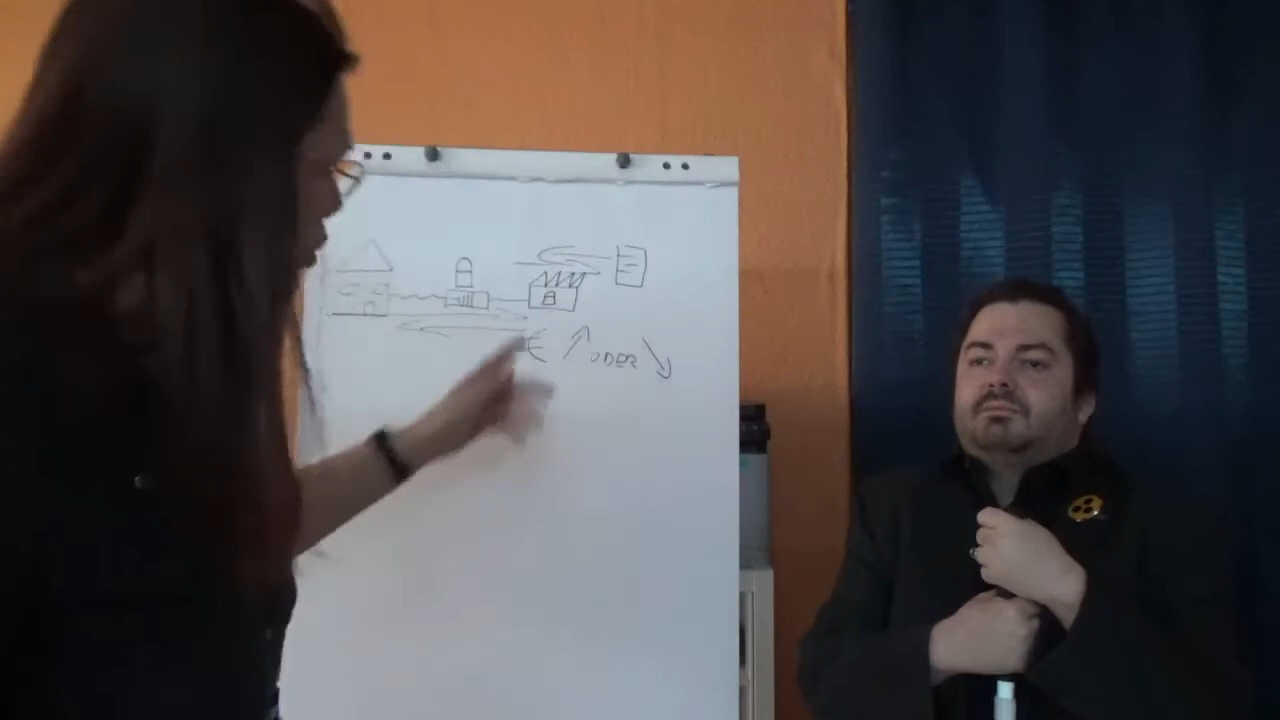 € ↗ ODER ↘